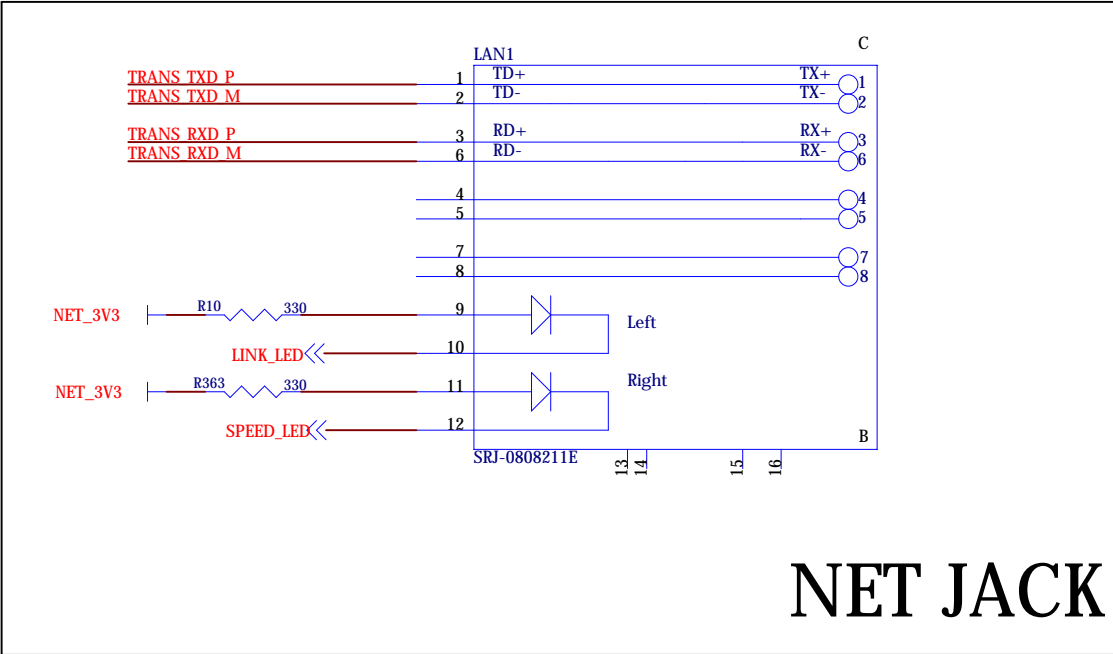 C
LAN1
TRANS_TXD_P 1 TD+ TX+ 1
TRANS_TXD_M 2 TD- TX- 2
TRANS_RXD_P 3 RD+ RX+ 3
TRANS_RXD_M 6 RD- RX- 6
4 4
5 5
7 7
8 8
NET_3V3 R10 330 9
Left
LINK_LED 10
Right
NET_3V3 R363 330 11
SPEED_LED 12
B
SRJ-0808211E 13 14 15 16
NET JACK